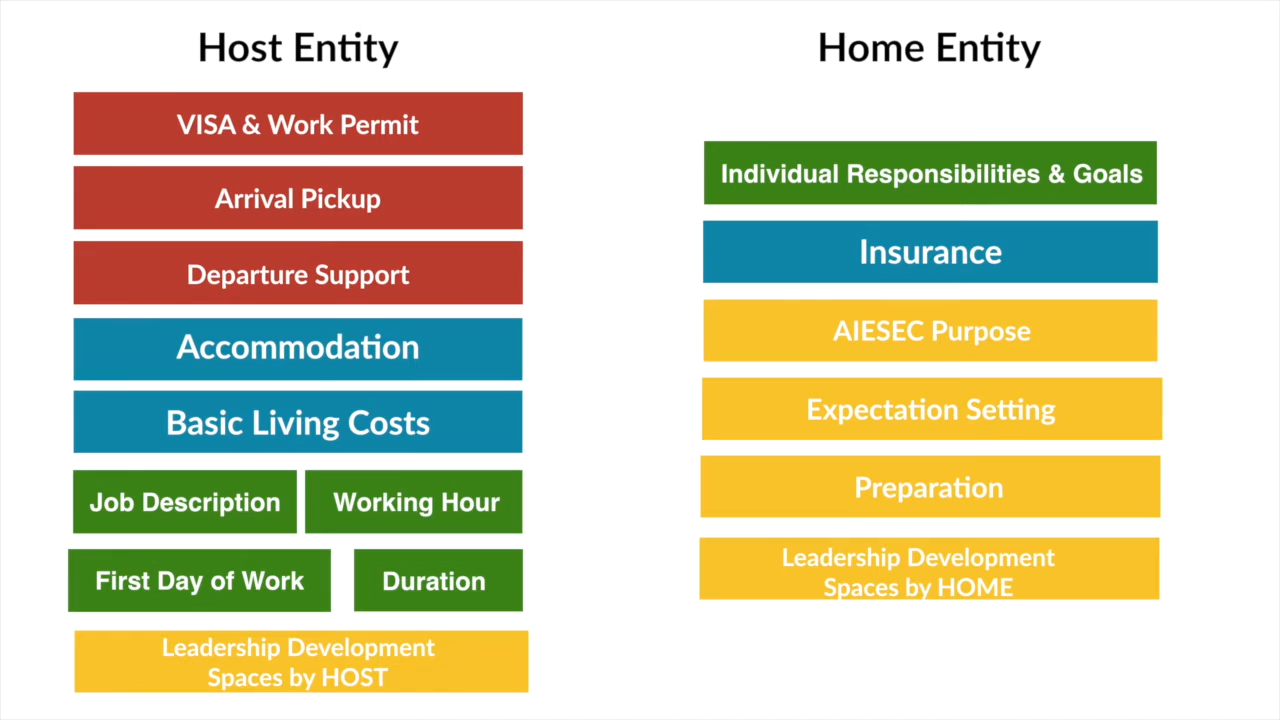 Host Entity
VISA & Work Permit
Arrival Pickup
Departure Support
Accommodation
Basic Living Costs
Job Description
Working Hour
First Day of Work
Duration
Leadership Development
Spaces by HOST
Home Entity
Individual Responsibilities & Goals
Insurance
AIESEC Purpose
Expectation Setting
Preparation
Leadership Development
Spaces by HOME